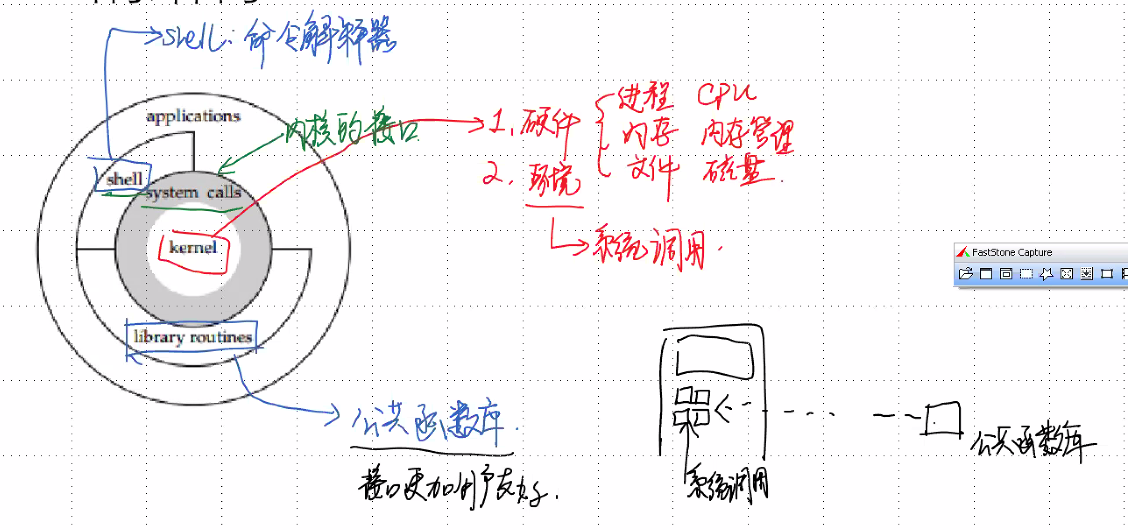 shell: 命令解释器
applications
内核的接口
1. 硬件
进程 CPU
内存 内存管理
文件 磁盘.
2. 环境
系统调用.
shell
system calls
kernel
library routines
FastStone Capture
公共函数库.
接口更加用户友好.
系统调用
公共函数库